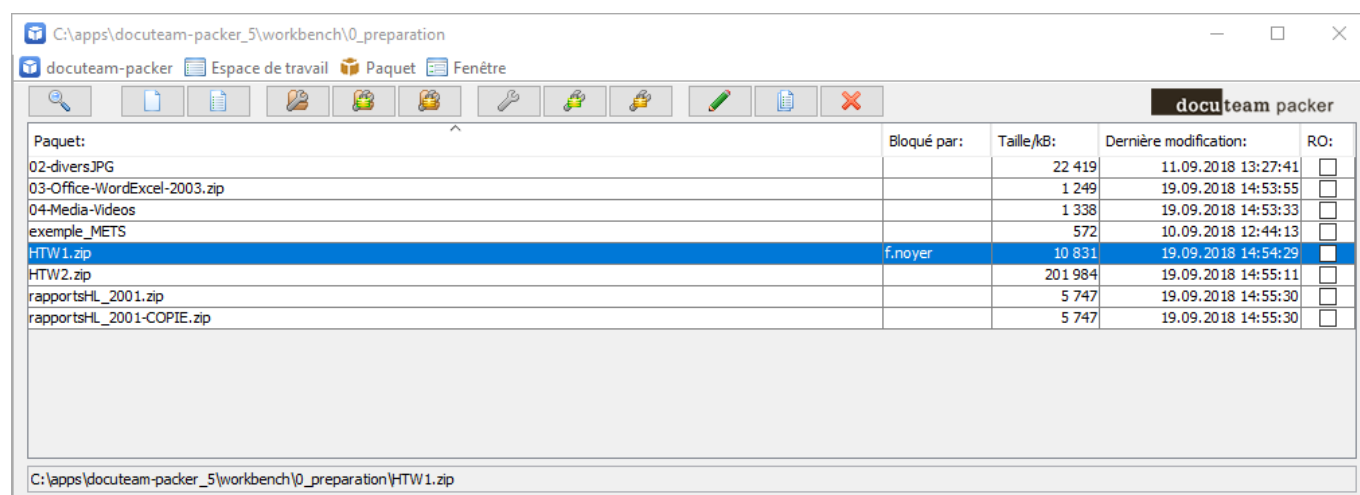 C:\apps\docuteam-packer_5\workbench\0_preparation
docuteam-packer Espace de travail Paquet Fenêtre
docuteam packer
Paquet: Bloqué par: Taille/kB: Dernière modification: RO:
02-diversJPG 22 419 11.09.2018 13:27:41
03-Office-WordExcel-2003.zip 1 249 19.09.2018 14:53:55
04-Media-Videos 1 338 19.09.2018 14:53:33
exemple_METS 572 10.09.2018 12:44:13
HTW1.zip f.noyer 10 831 19.09.2018 14:54:29
HTW2.zip 201 984 19.09.2018 14:55:11
rapportsHL_2001.zip 5 747 19.09.2018 14:55:30
rapportsHL_2001-COPIE.zip 5 747 19.09.2018 14:55:30
C:\apps\docuteam-packer_5\workbench\0_preparation\HTW1.zip